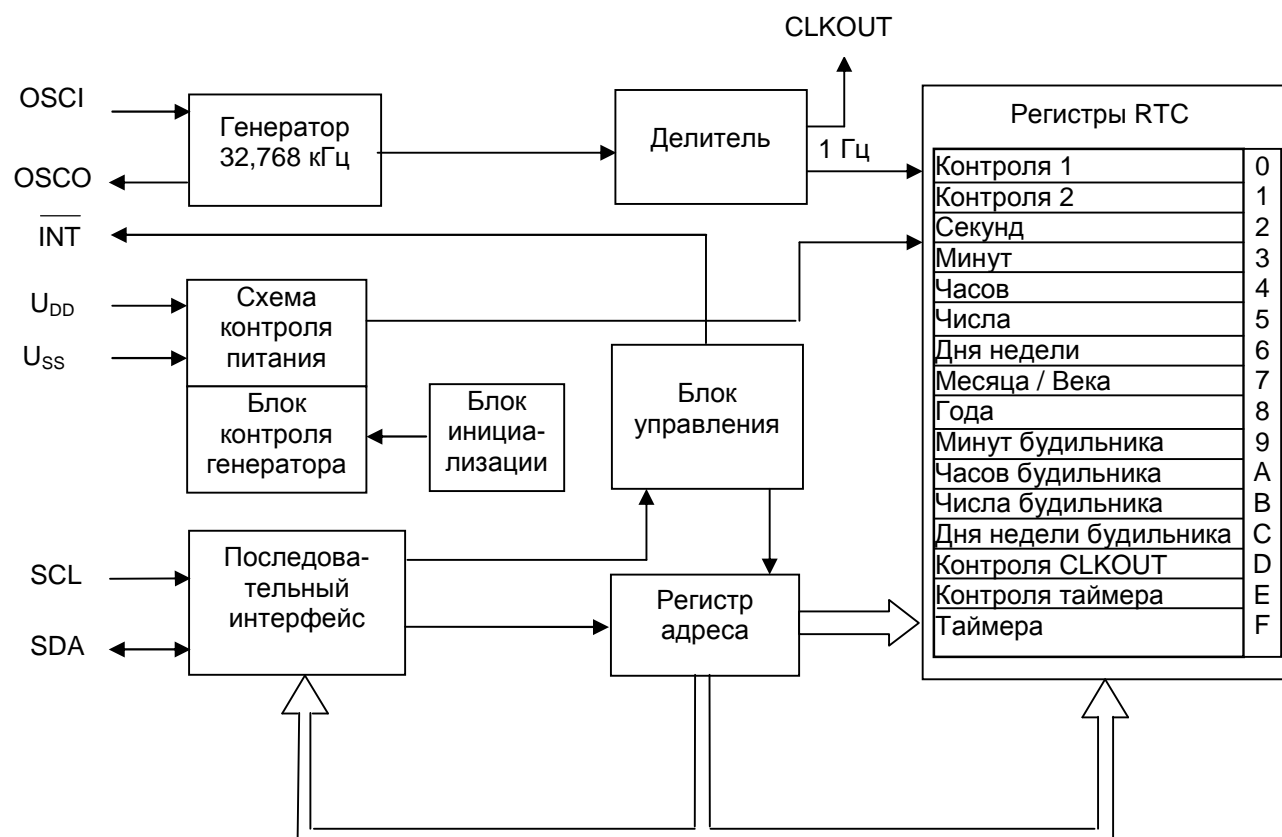 CLKOUT
OSCI
OSCO
INT
U_DD
U_SS
SCL
SDA
Генератор
32,768 кГц
Делитель
1 Гц
Схема
контроля
питания
Блок
контроля
генератора
Блок
инициа-
лизации
Блок
управления
Последова-
тельный
интерфейс
Регистр
адреса
Регистры RTC
Контроля 1 0
Контроля 2 1
Секунд 2
Минут 3
Часов 4
Числа 5
Дня недели 6
Месяца / Века 7
Года 8
Минут будильника 9
Часов будильника A
Числа будильника B
Дня недели будильника C
Контроля CLKOUT D
Контроля таймера E
Таймера F